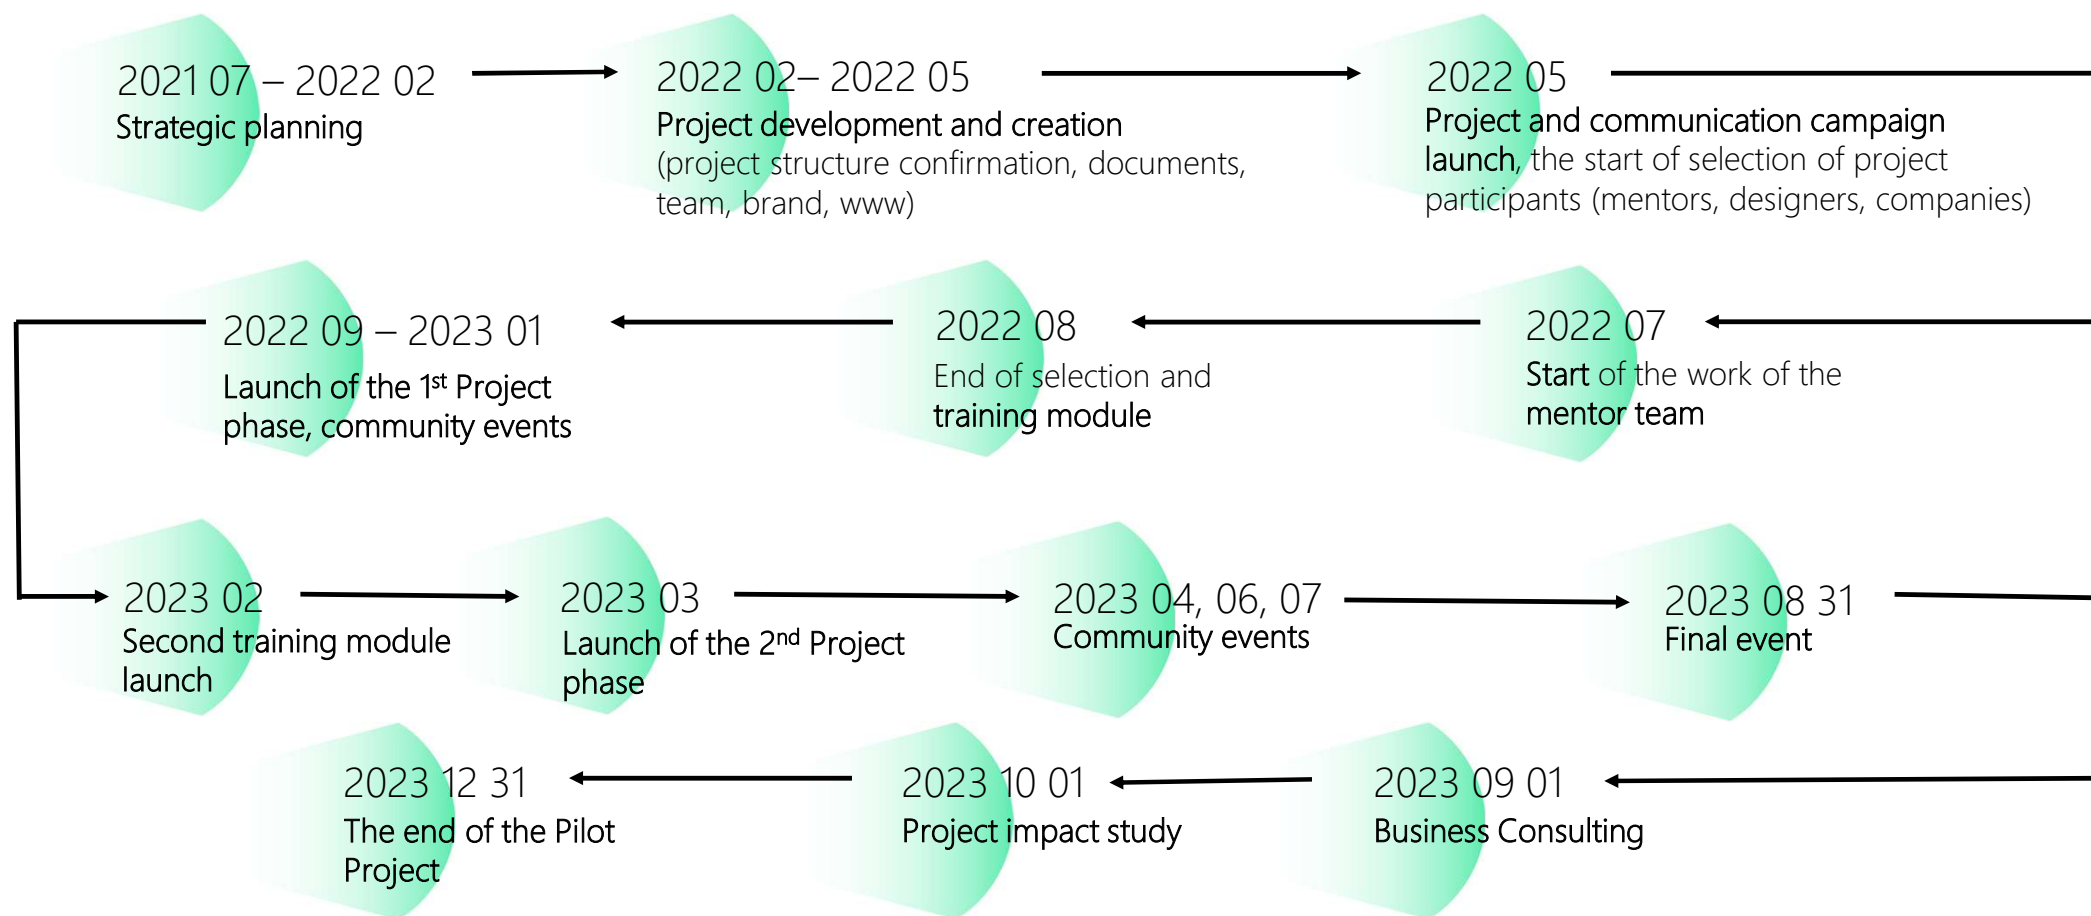 2021 07 – 2022 02
Strategic planning
2022 02– 2022 05
Project development and creation
(project structure confirmation, documents,
team, brand, www)
2022 05
Project and communication campaign
launch, the start of selection of project
participants (mentors, designers, companies)
2022 07
Start of the work of the
mentor team
2022 08
End of selection and
training module
2022 09 – 2023 01
Launch of the 1st Project
phase, community events
2023 02
Second training module
launch
2023 03
Launch of the 2nd Project
phase
2023 04, 06, 07
Community events
2023 08 31
Final event
2023 09 01
Business Consulting
2023 10 01
Project impact study
2023 12 31
The end of the Pilot
Project